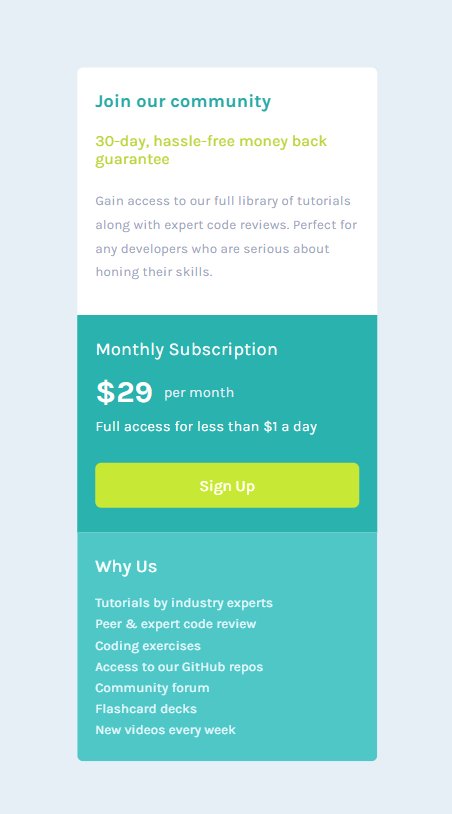 Join our community
30-day, hassle-free money back
guarantee
Gain access to our full library of tutorials
along with expert code reviews. Perfect for
any developers who are serious about
honing their skills.
Monthly Subscription
$29 per month
Full access for less than $1 a day
Sign Up
Why Us
Tutorials by industry experts
Peer & expert code review
Coding exercises
Access to our GitHub repos
Community forum
Flashcard decks
New videos every week